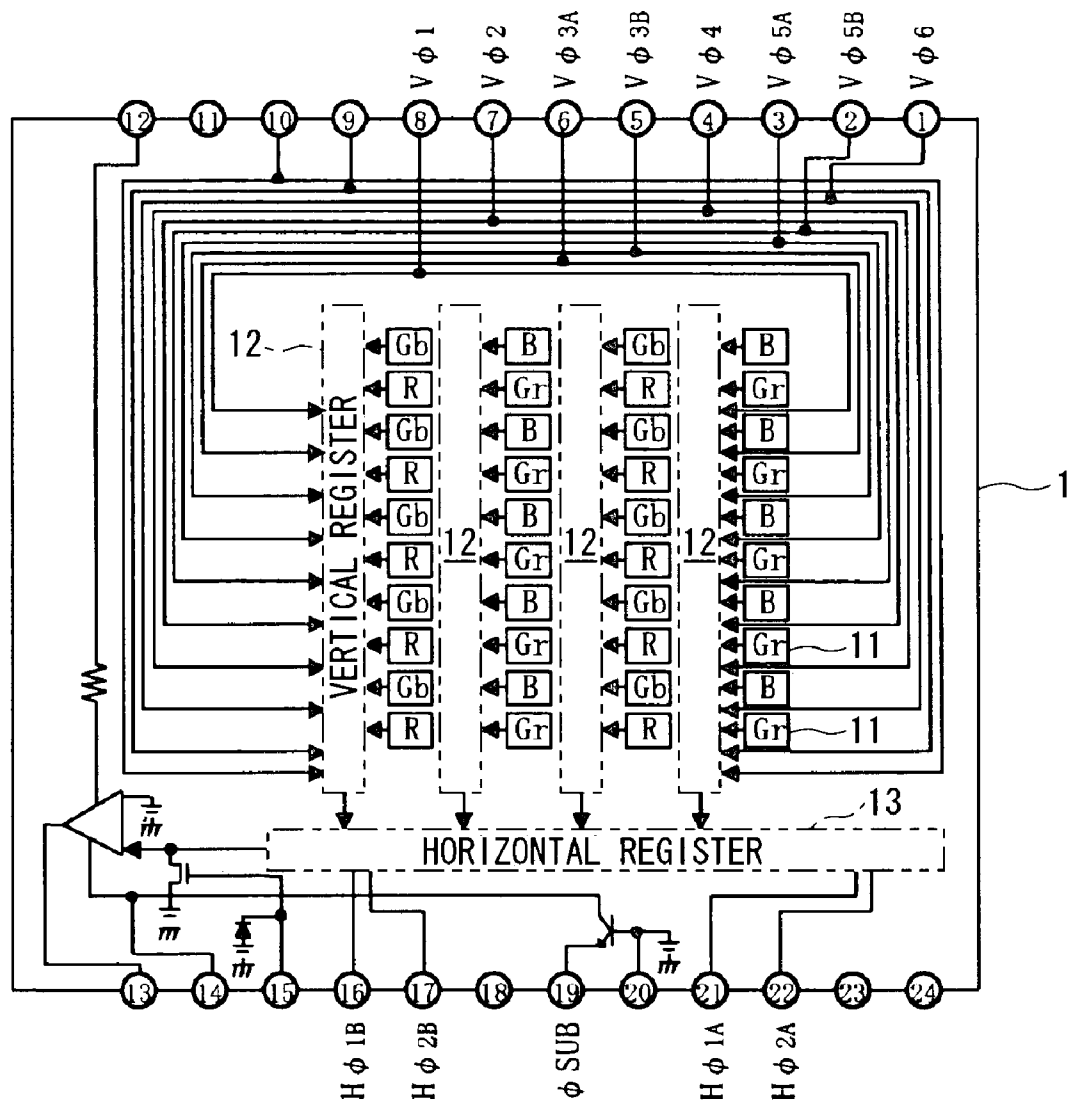 Vφ1
Vφ2
Vφ3A
Vφ3B
Vφ4
Vφ5A
Vφ5B
Vφ6
12 11 10 9 8 7 6 5 4 3 2 1
12
VERTICAL REGISTER
12 12 12
1
Gb B Gb B
R Gr R Gr
Gb B Gb B
R Gr R Gr
Gb B Gb B
R Gr R Gr
Gb B Gb B
R Gr R Gr 11
Gb B Gb B
R Gr R Gr 11
13
HORIZONTAL REGISTER
13 14 15 16 17 18 19 20 21 22 23 24
Hφ1B
Hφ2B
φSUB
Hφ1A
Hφ2A